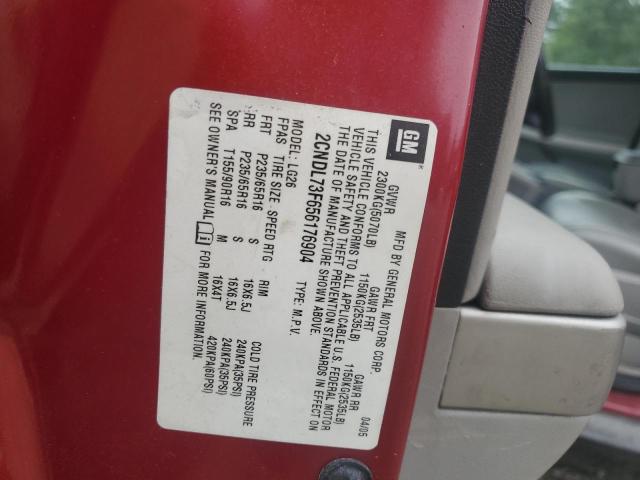 GM
MFD BY GENERAL MOTORS CORP. 04/05
GVWR GAWR FRT GAWR RR
2300KG(5070LB) 1150KG(2535LB) 1150KG(2535LB)
THIS VEHICLE CONFORMS TO ALL APPLICABLE U.S. FEDERAL MOTOR
VEHICLE SAFETY AND THEFT PREVENTION STANDARDS IN EFFECT ON
THE DATE OF MANUFACTURE SHOWN ABOVE.
2CNDL73F656176904 TYPE: M.P.V.
MODEL: LG26
FPAS TIRE SIZE SPEED RTG RIM COLD TIRE PRESSURE
FRT P235/65R16 S 16X6.5J 240KPA(35PSI)
RR P235/65R16 S 16X6.5J 240KPA(35PSI)
SPA T155/90R16 M 16X4T 420KPA(60PSI)
SEE OWNER'S MANUAL FOR MORE INFORMATION.